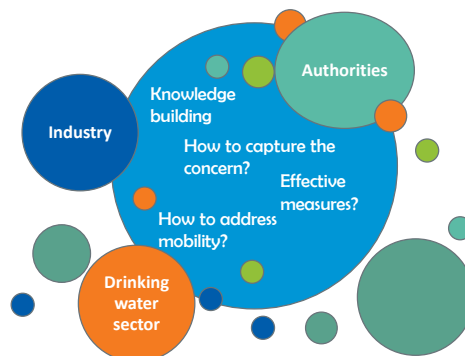 Authorities
Knowledge
building
Industry
How to capture the
concern?
Effective
measures?
How to address
mobility?
Drinking
water
sector